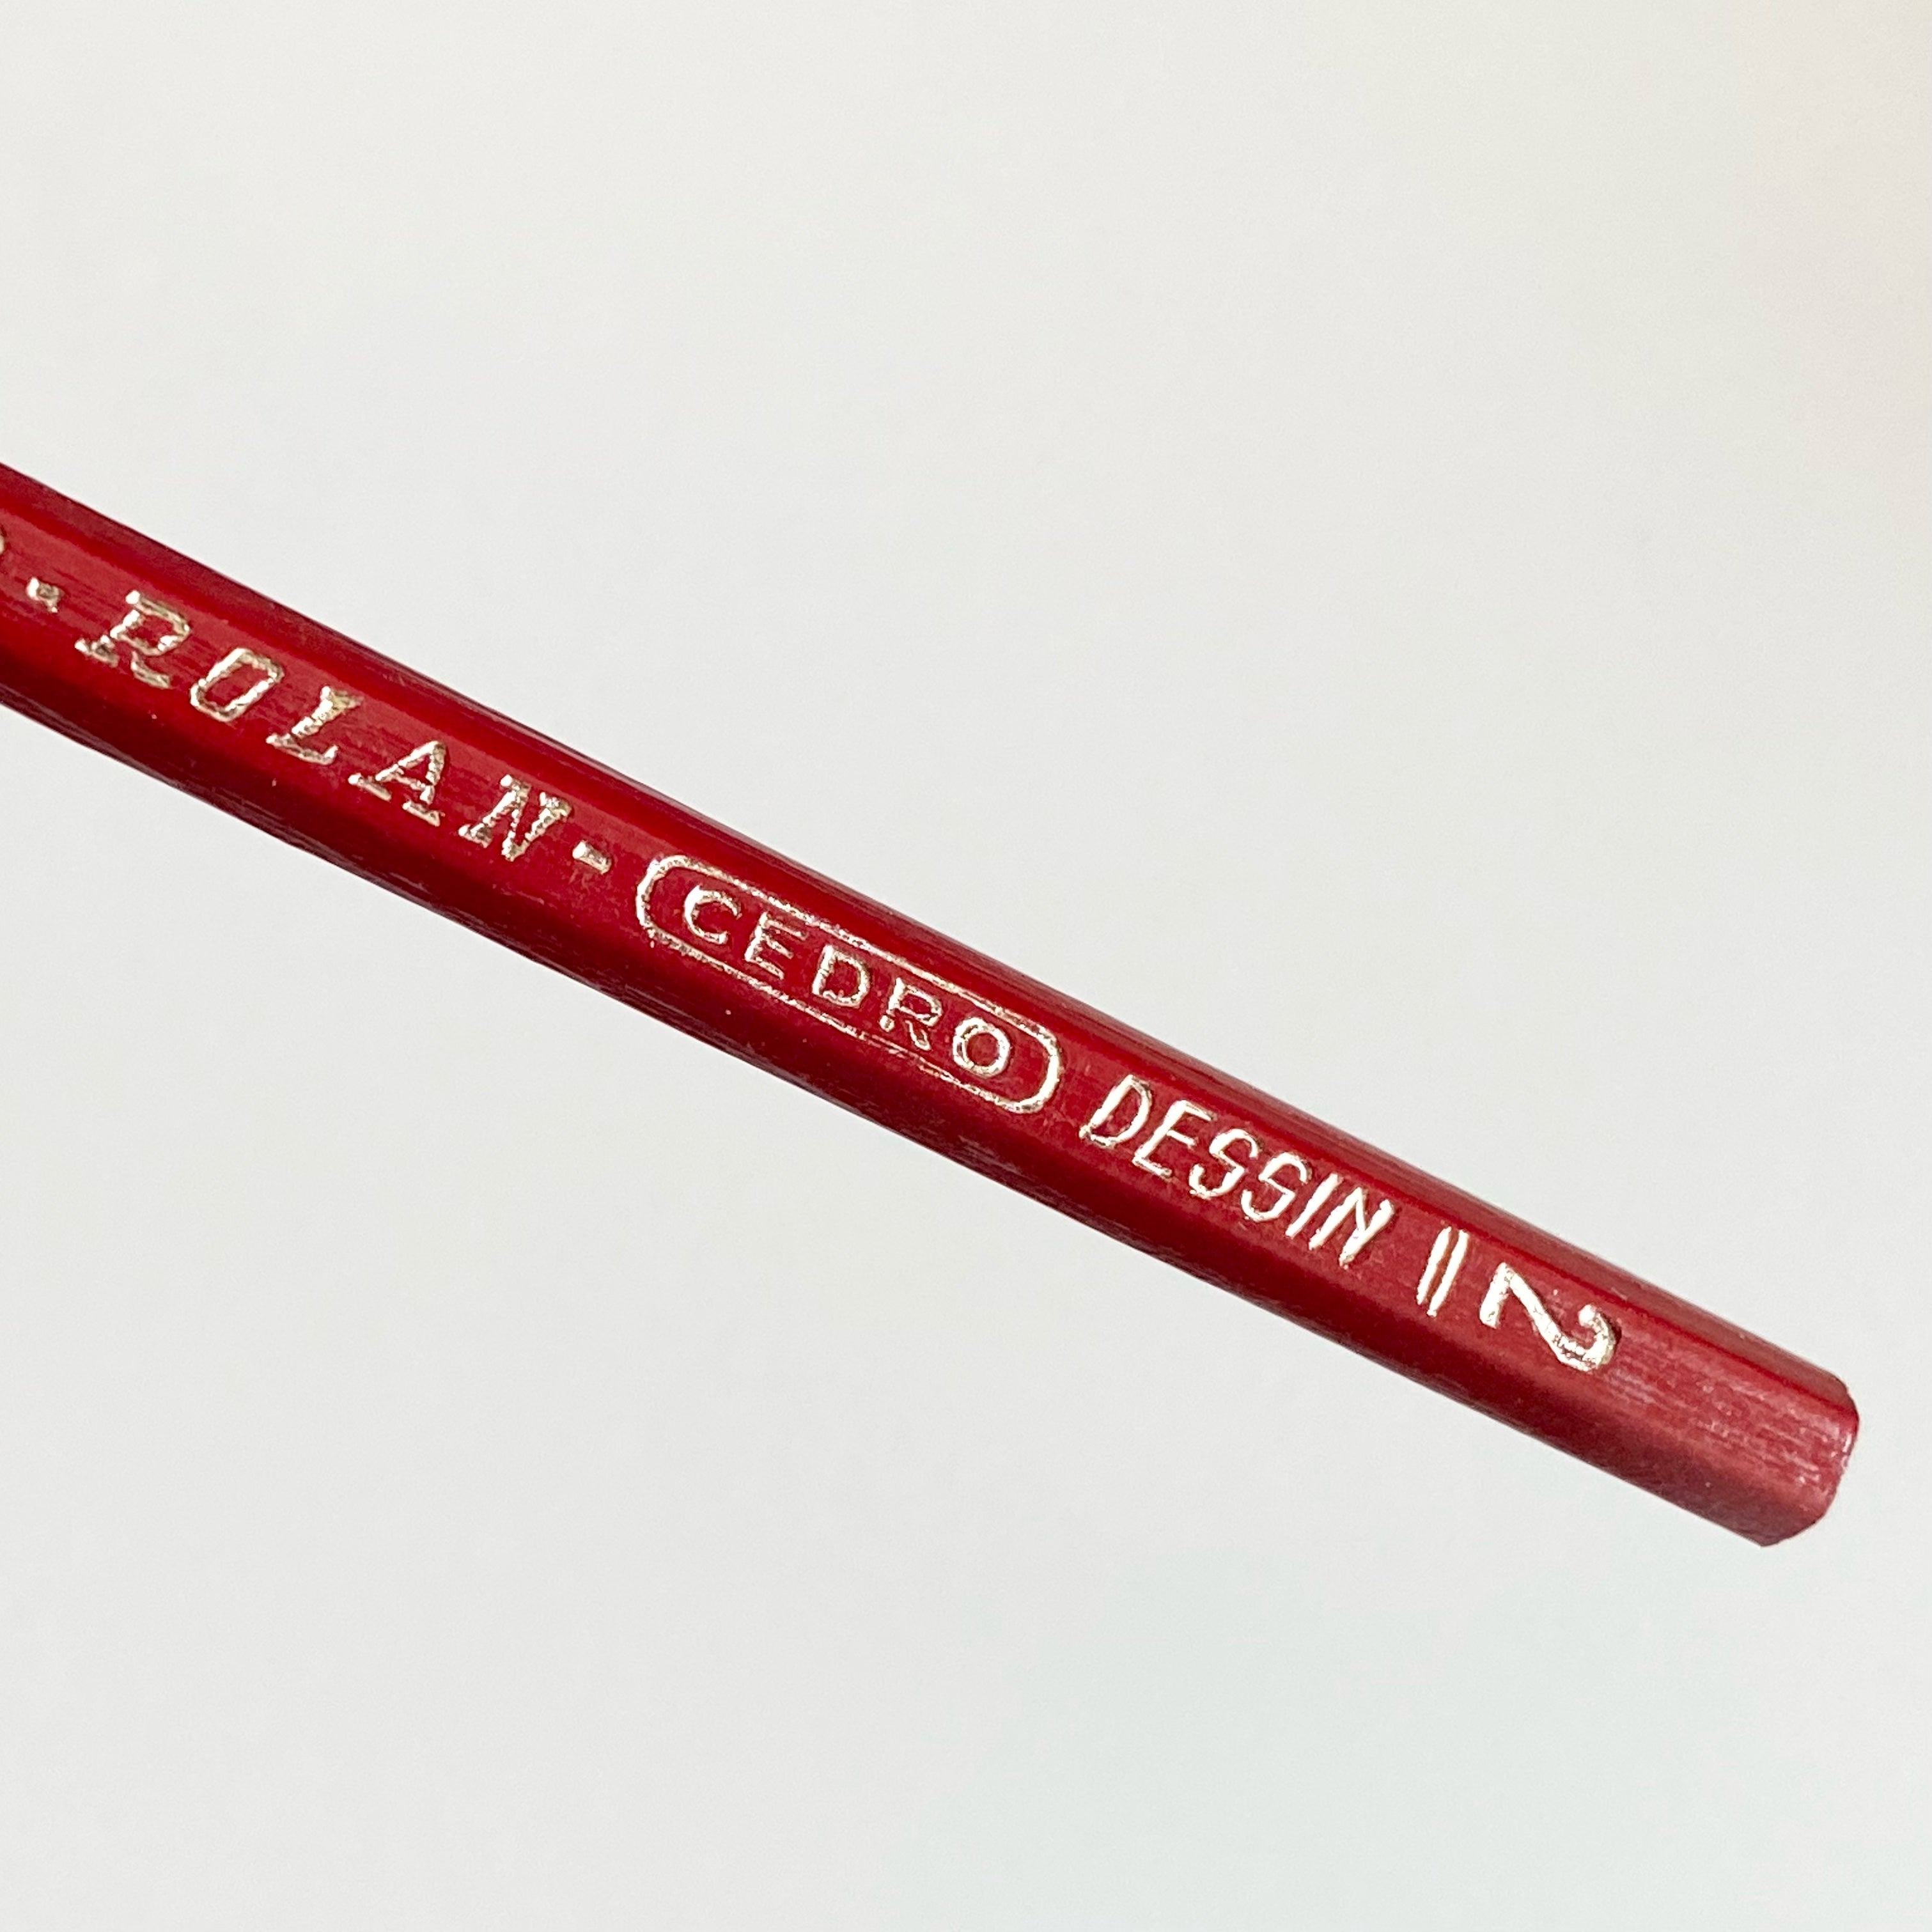 . ROLAN - CEDRO DESSIN || 2